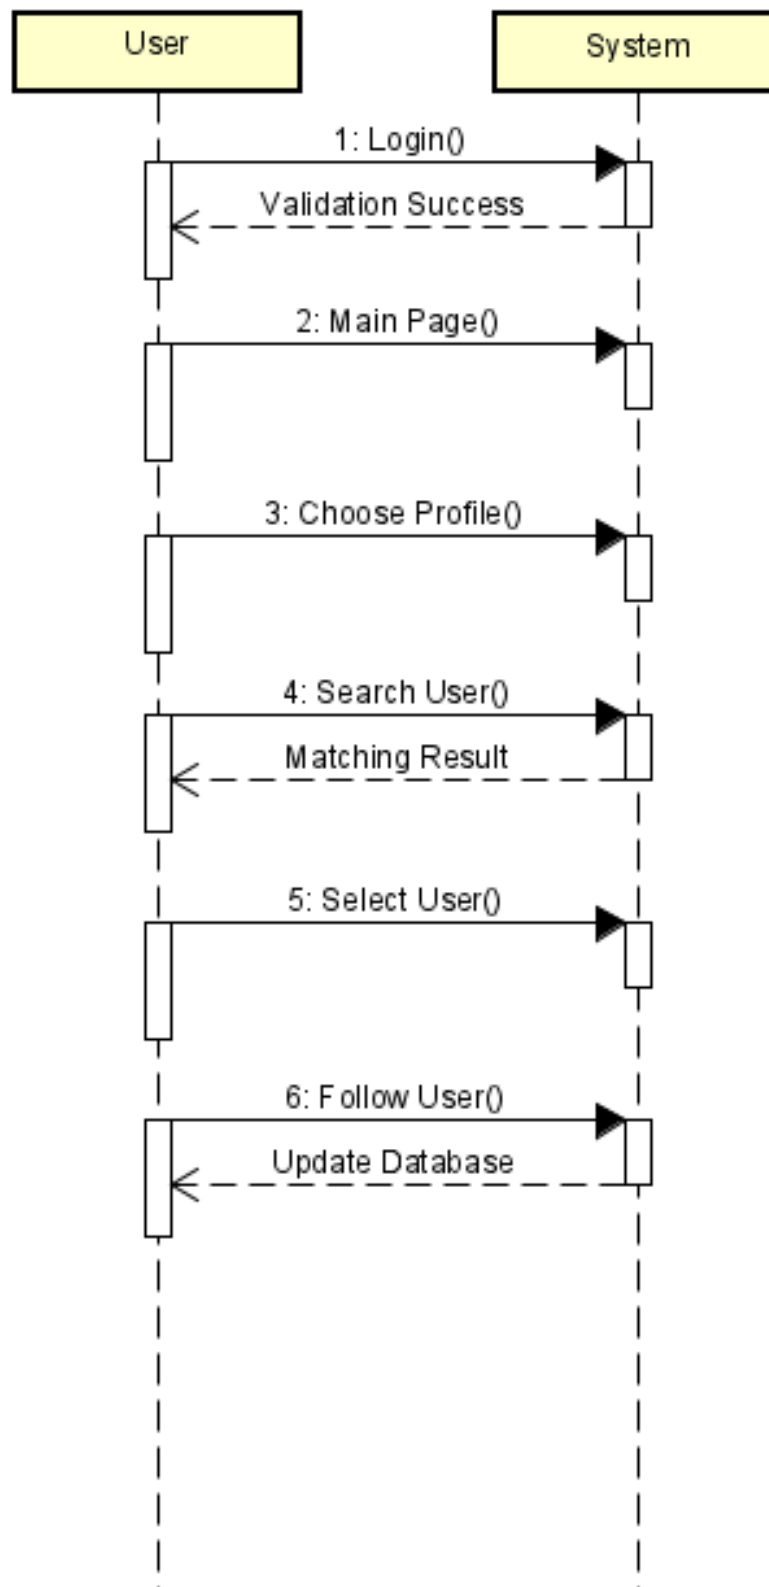 User
System
1: Login()
Validation Success
2: Main Page()
3: Choose Profile()
4: Search User()
Matching Result
5: Select User()
6: Follow User()
Update Database